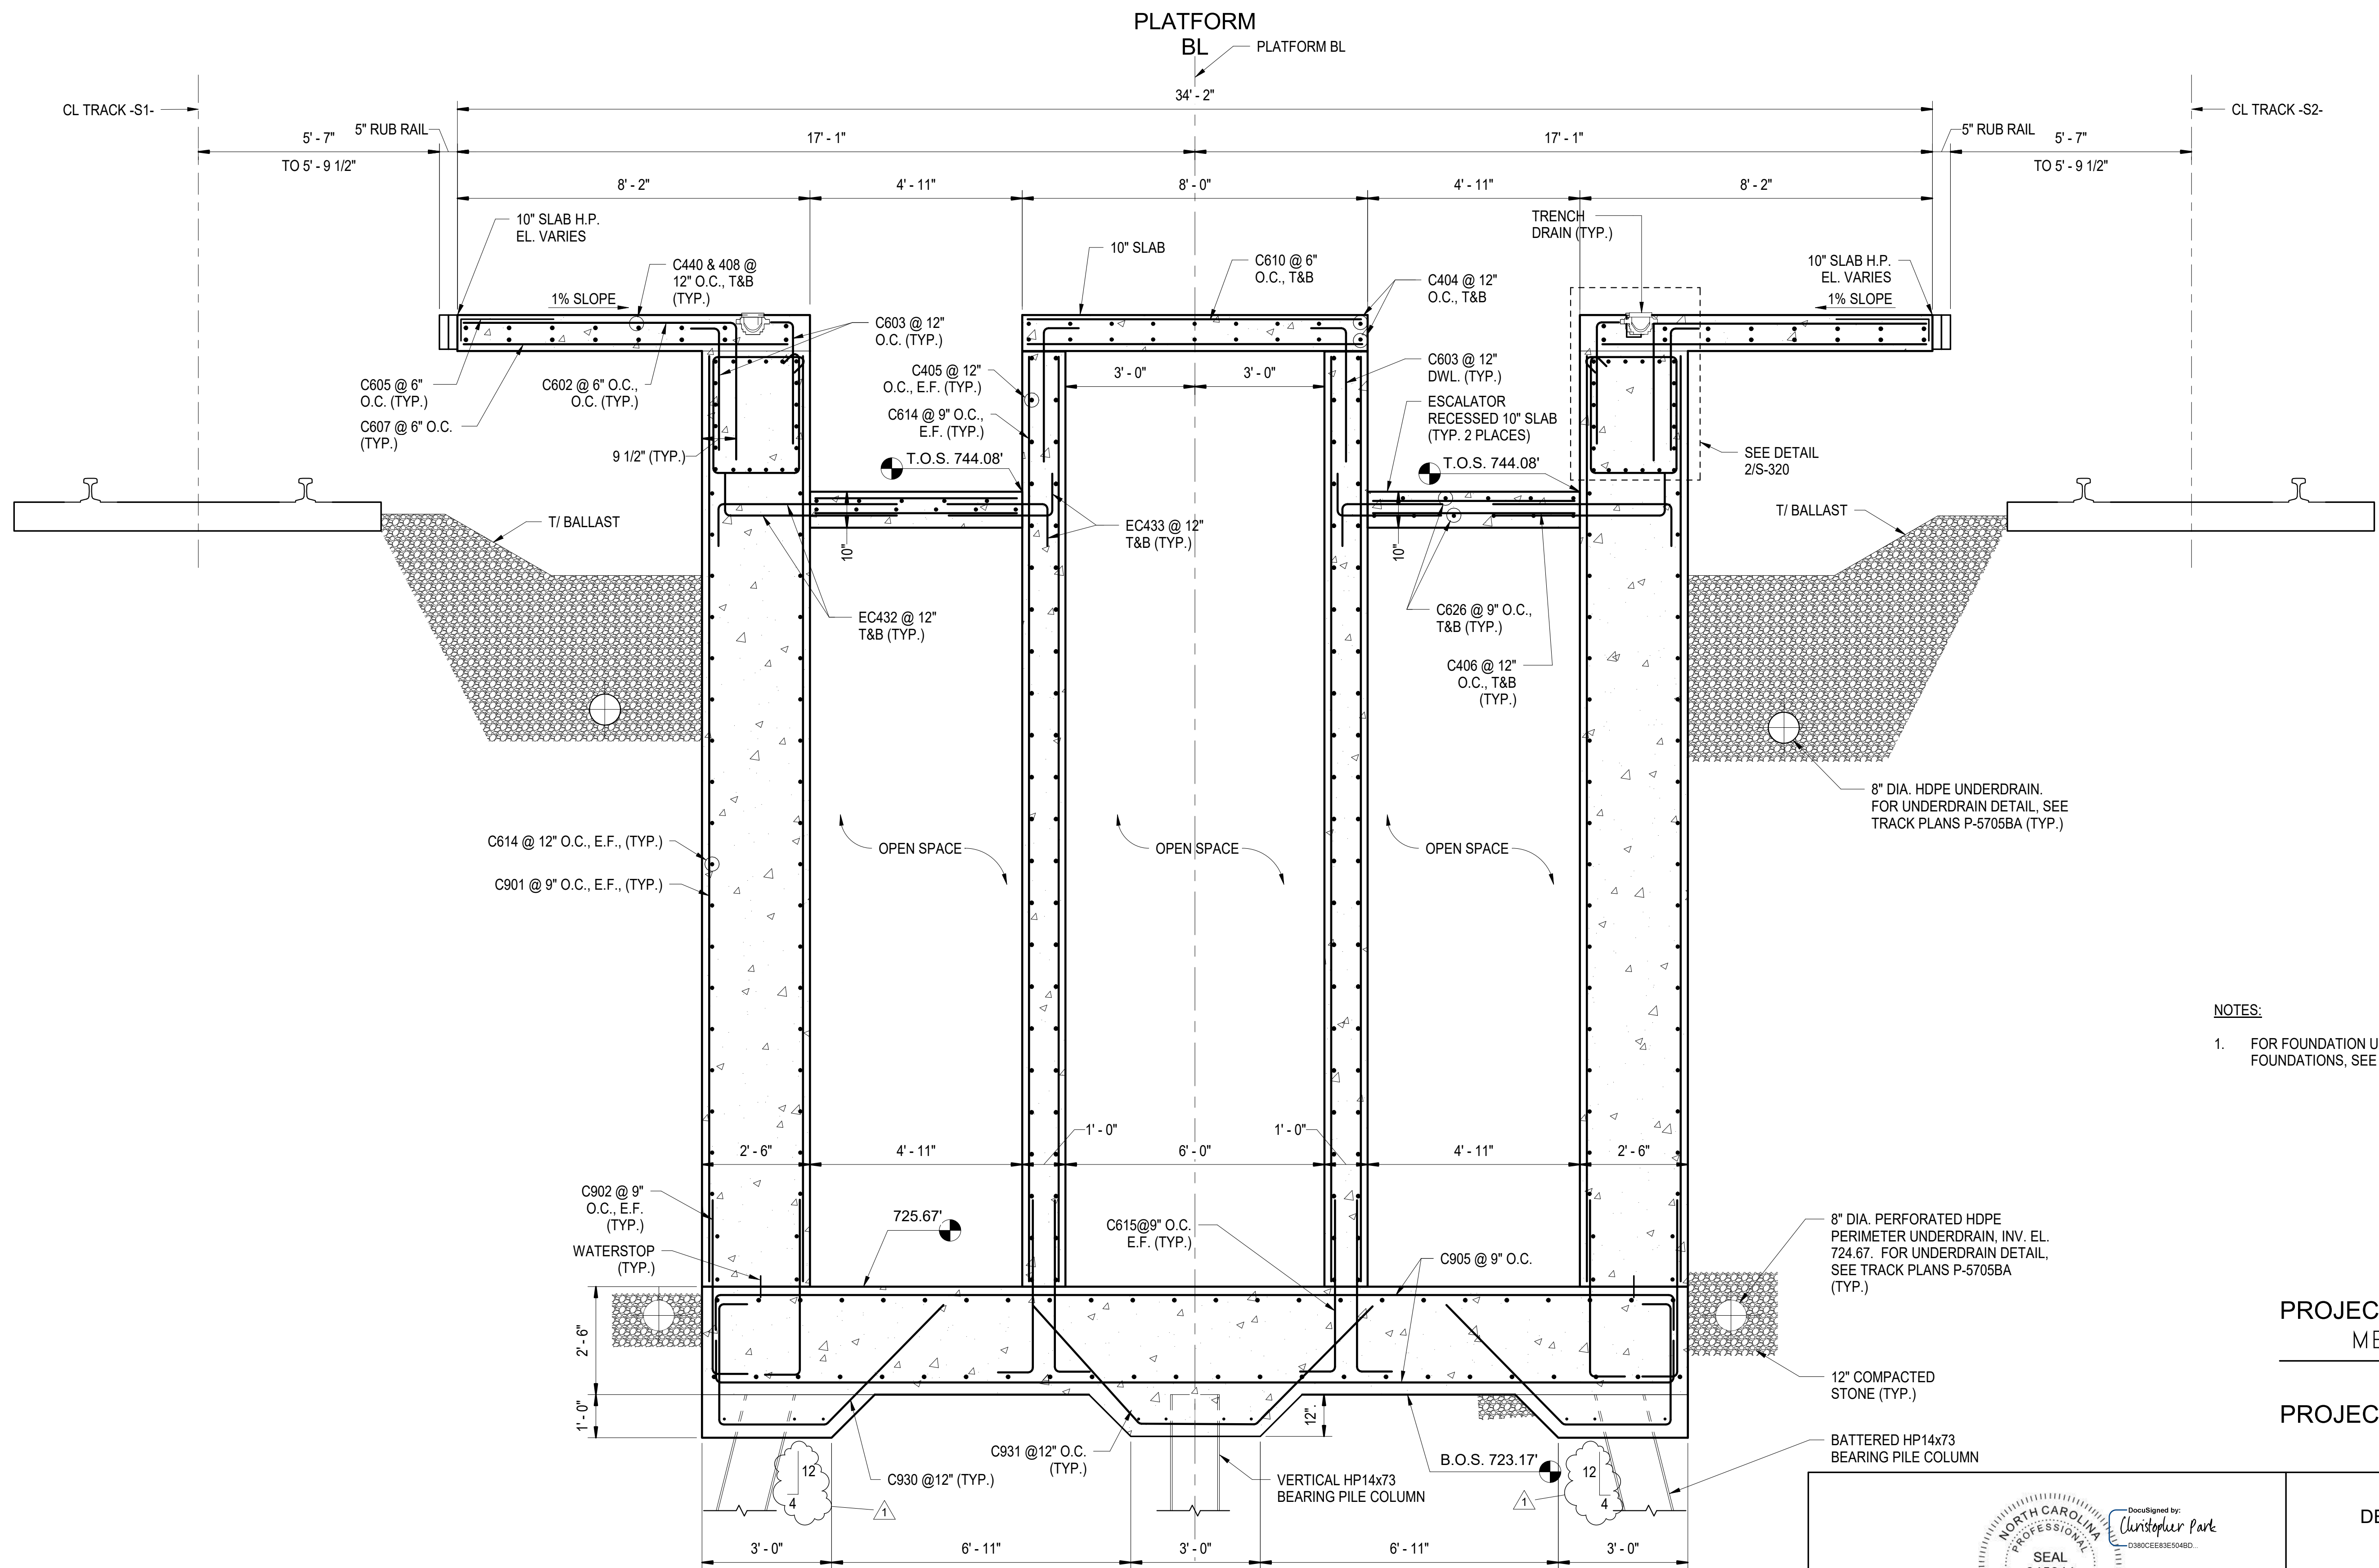 PLATFORM
BL
PLATFORM BL
34' - 2"
CL TRACK -S1-
CL TRACK -S2-
5" RUB RAIL
5" RUB RAIL
5' - 7"
17' - 1"
17' - 1"
5' - 7"
TO 5' - 9 1/2"
TO 5' - 9 1/2"
8' - 2"
4' - 11"
8' - 0"
4' - 11"
8' - 2"
10" SLAB H.P.
EL. VARIES
TRENCH
DRAIN (TYP.)
10" SLAB
C440 & 408 @
12" O.C., T&B
(TYP.)
C610 @ 6"
O.C., T&B
C404 @ 12"
O.C., T&B
10" SLAB H.P.
EL. VARIES
1% SLOPE
1% SLOPE
C603 @ 12"
O.C. (TYP.)
C603 @ 12"
DWL. (TYP.)
C605 @ 6"
O.C. (TYP.)
C602 @ 6" O.C.,
O.C. (TYP.)
C405 @ 12"
O.C., E.F. (TYP.)
3' - 0"
3' - 0"
ESCALATOR
RECESSED 10" SLAB
(TYP. 2 PLACES)
C614 @ 9" O.C.,
E.F. (TYP.)
C607 @ 6" O.C.
(TYP.)
9 1/2" (TYP.)
T.O.S. 744.08'
T.O.S. 744.08'
SEE DETAIL
2/S-320
T/ BALLAST
T/ BALLAST
EC433 @ 12"
T&B (TYP.)
10"
10"
EC432 @ 12"
T&B (TYP.)
C626 @ 9" O.C.,
T&B (TYP.)
C406 @ 12"
O.C., T&B
(TYP.)
8" DIA. HDPE UNDERDRAIN.
FOR UNDERDRAIN DETAIL, SEE
TRACK PLANS P-5705BA (TYP.)
C614 @ 12" O.C., E.F., (TYP.)
OPEN SPACE
OPEN SPACE
OPEN SPACE
C901 @ 9" O.C., E.F., (TYP.)
NOTES:
1. FOR FOUNDATION U
FOUNDATIONS, SEE
1' - 0"
1' - 0"
2' - 6"
4' - 11"
6' - 0"
4' - 11"
2' - 6"
C902 @ 9"
O.C., E.F.
(TYP.)
725.67'
C615@9" O.C.
E.F. (TYP.)
WATERSTOP
(TYP.)
C905 @ 9" O.C.
8" DIA. PERFORATED HDPE
PERIMETER UNDERDRAIN, INV. EL.
724.67. FOR UNDERDRAIN DETAIL,
SEE TRACK PLANS P-5705BA
(TYP.)
PROJEC
ME
2' - 6"
12" COMPACTED
STONE (TYP.)
1' - 0"
12".
PROJEC
C931 @12" O.C.
(TYP.)
BATTERED HP14x73
BEARING PILE COLUMN
B.O.S. 723.17'
C930 @12" (TYP.)
VERTICAL HP14x73
BEARING PILE COLUMN
12
4
1
12
4
1
3' - 0"
6' - 11"
3' - 0"
6' - 11"
3' - 0"
NORTH CAROLINA
PROFESSIONAL
SEAL
DocuSigned by:
Christopher Park
D380CEE83E504BD...
DE